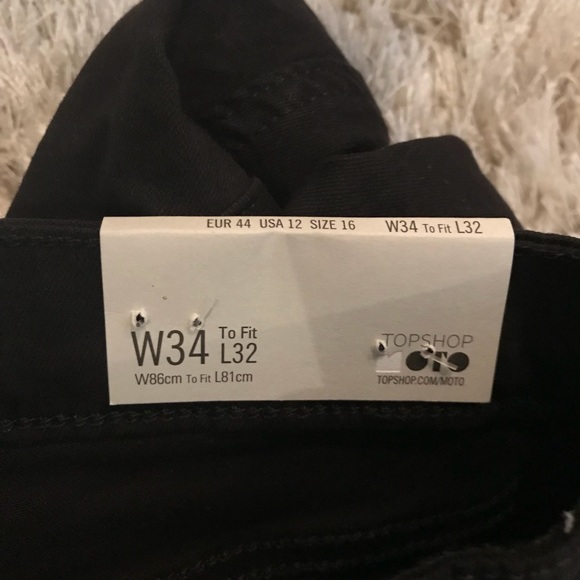 EUR 44 USA 12 SIZE 16 W34 To Fit L32
W34 To Fit L32
W86cm To Fit L81cm
TOPSHOP
MOTO
TOPSHOP.COM/MOTO